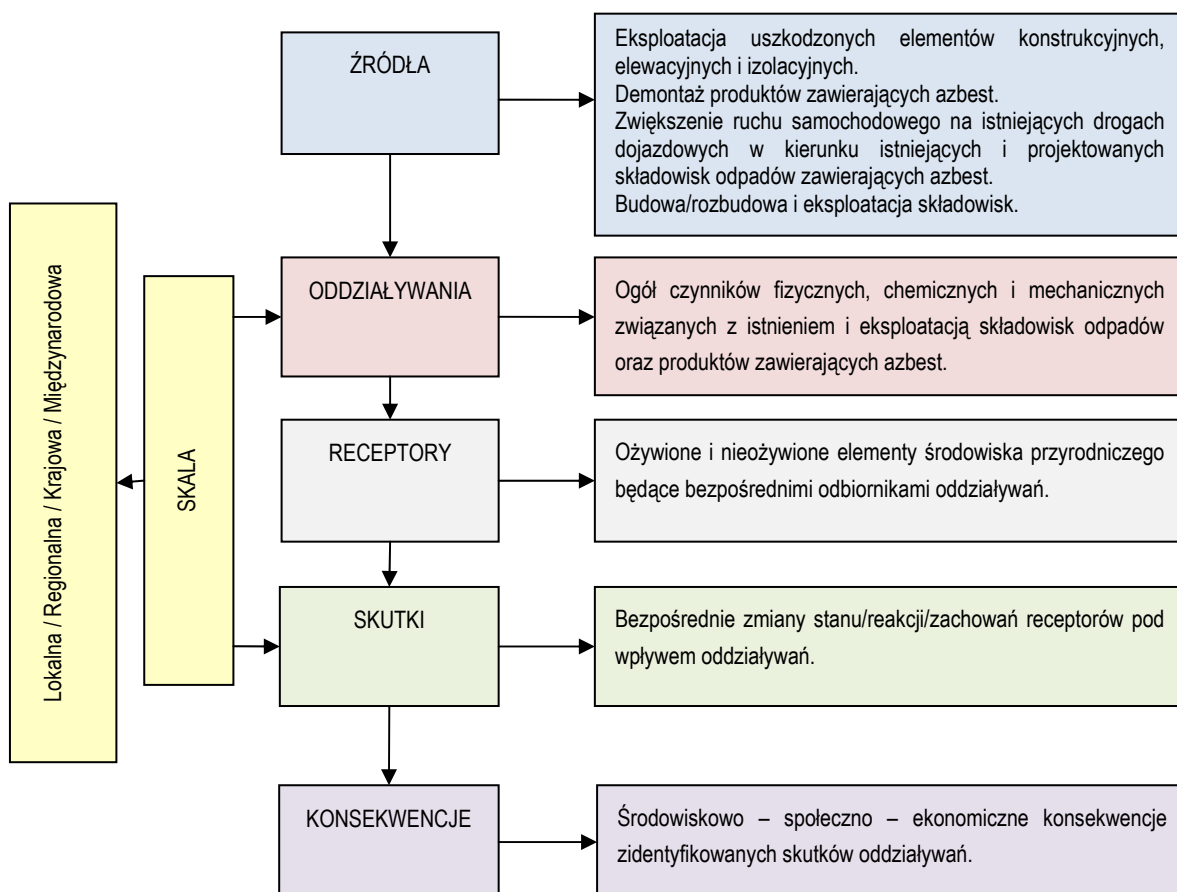 ŹRÓDŁA
Eksploatacja uszkodzonych elementów konstrukcyjnych,
elewacyjnych i izolacyjnych.
Demontaż produktów zawierających azbest.
Zwiększenie ruchu samochodowego na istniejących drogach
dojazdowych w kierunku istniejących i projektowanych
składowisk odpadów zawierających azbest.
Budowa/rozbudowa i eksploatacja składowisk.
Lokalna / Regionalna / Krajowa / Międzynarodowa
SKALA
ODDZIAŁYWANIA
Ogół czynników fizycznych, chemicznych i mechanicznych
związanych z istnieniem i eksploatacją składowisk odpadów
oraz produktów zawierających azbest.
RECEPTORY
Ożywione i nieożywione elementy środowiska przyrodniczego
będące bezpośrednimi odbiornikami oddziaływań.
SKUTKI
Bezpośrednie zmiany stanu/reakcji/zachowań receptorów pod
wpływem oddziaływań.
KONSEKWENCJE
Środowiskowo – społeczno – ekonomiczne konsekwencje
zidentyfikowanych skutków oddziaływań.